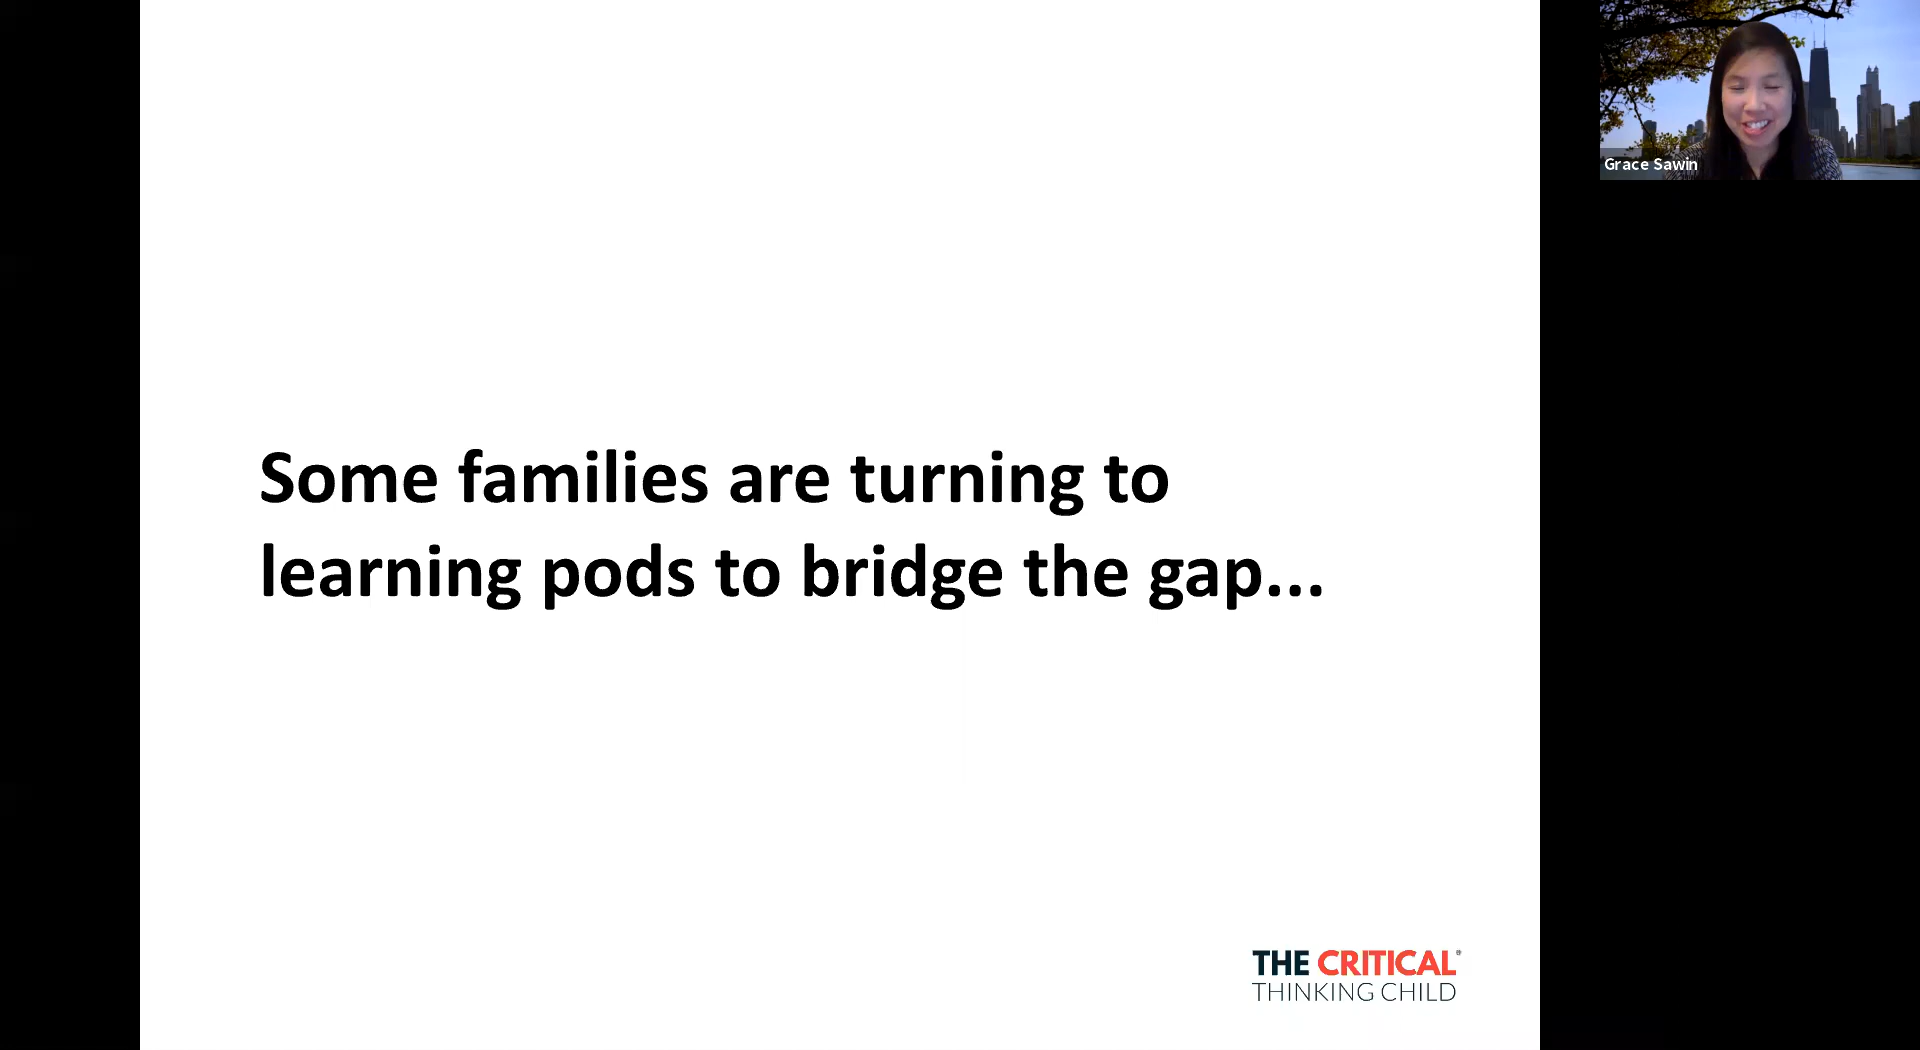 Grace Sawin
Some families are turning to
learning pods to bridge the gap...
THE CRITICAL®
THINKING CHILD